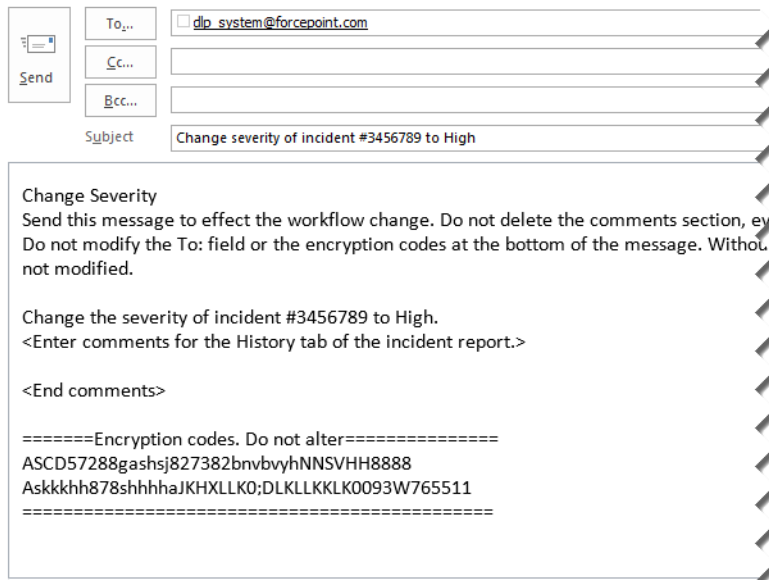 To...
dlp_system@forcepoint.com
Cc...
Send
Bcc...
Subject
Change severity of incident #3456789 to High
Change Severity
Send this message to effect the workflow change. Do not delete the comments section,
Do not modify the To: field or the encryption codes at the bottom of the message.
not modified.
Change the severity of incident #3456789 to High.
<Enter comments for the History tab of the incident report.>
<End comments>
=======Encryption codes. Do not alter===============
ASCD57288gashsj827382bnvbvyhNNSVHH8888
Askkkhh878shhhhaJKHXLLK0;DLKLLKKLK0093W765511
==============================================